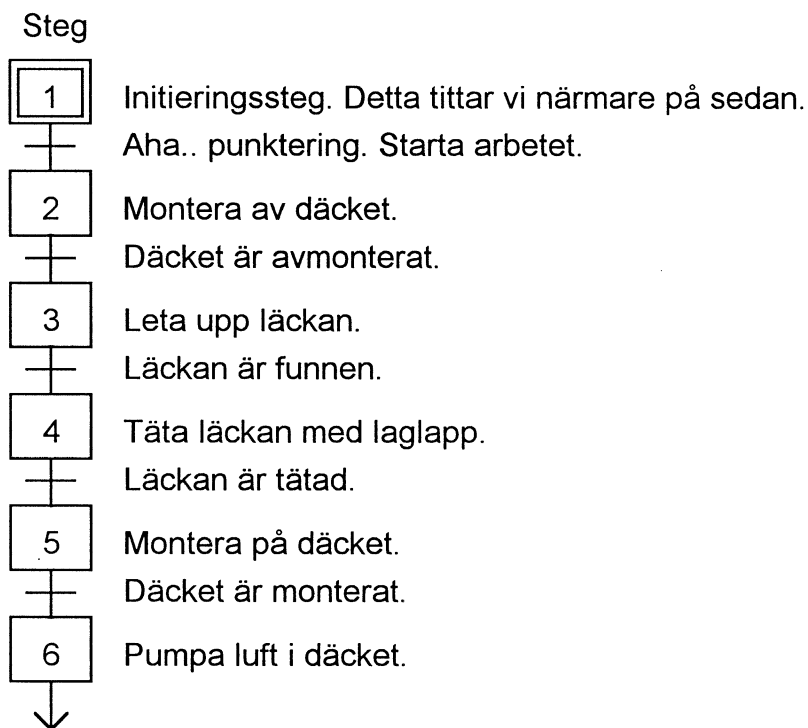 Steg
1 Initieringssteg. Detta tittar vi närmare på sedan.
Aha.. punktering. Starta arbetet.
2 Montera av däcket.
Däcket är avmonterat.
3 Leta upp läckan.
Läckan är funnen.
4 Täta läckan med laglapp.
Läckan är tätad.
5 Montera på däcket.
Däcket är monterat.
6 Pumpa luft i däcket.